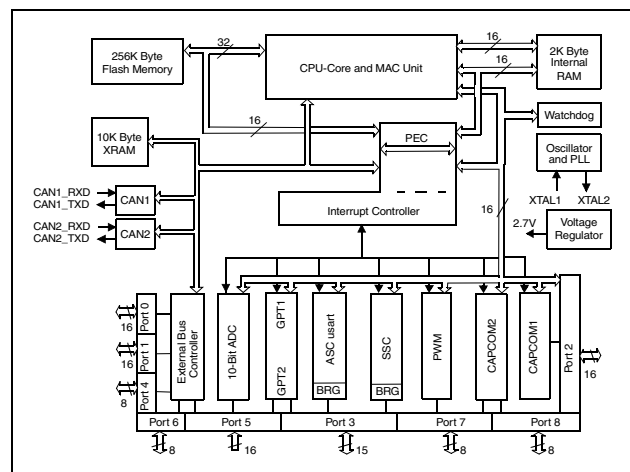 256K Byte
Flash Memory
32
CPU-Core and MAC Unit
16
16
2K Byte
Internal
RAM
Watchdog
10K Byte
XRAM
16
PEC
Oscillator
and PLL
XTAL1
XTAL2
CAN1_RXD
CAN1_TXD
CAN1
CAN2_RXD
CAN2_TXD
CAN2
Interrupt Controller
16
2.7V
Voltage
Regulator
Port 0
16
Port 1
16
Port 4
8
External Bus
Controller
10-Bit ADC
GPT1
GPT2
ASC usart
BRG
SSC
BRG
PWM
CAPCOM2
CAPCOM1
Port 2
16
Port 6
Port 5
Port 3
Port 7
Port 8
8
16
15
8
8